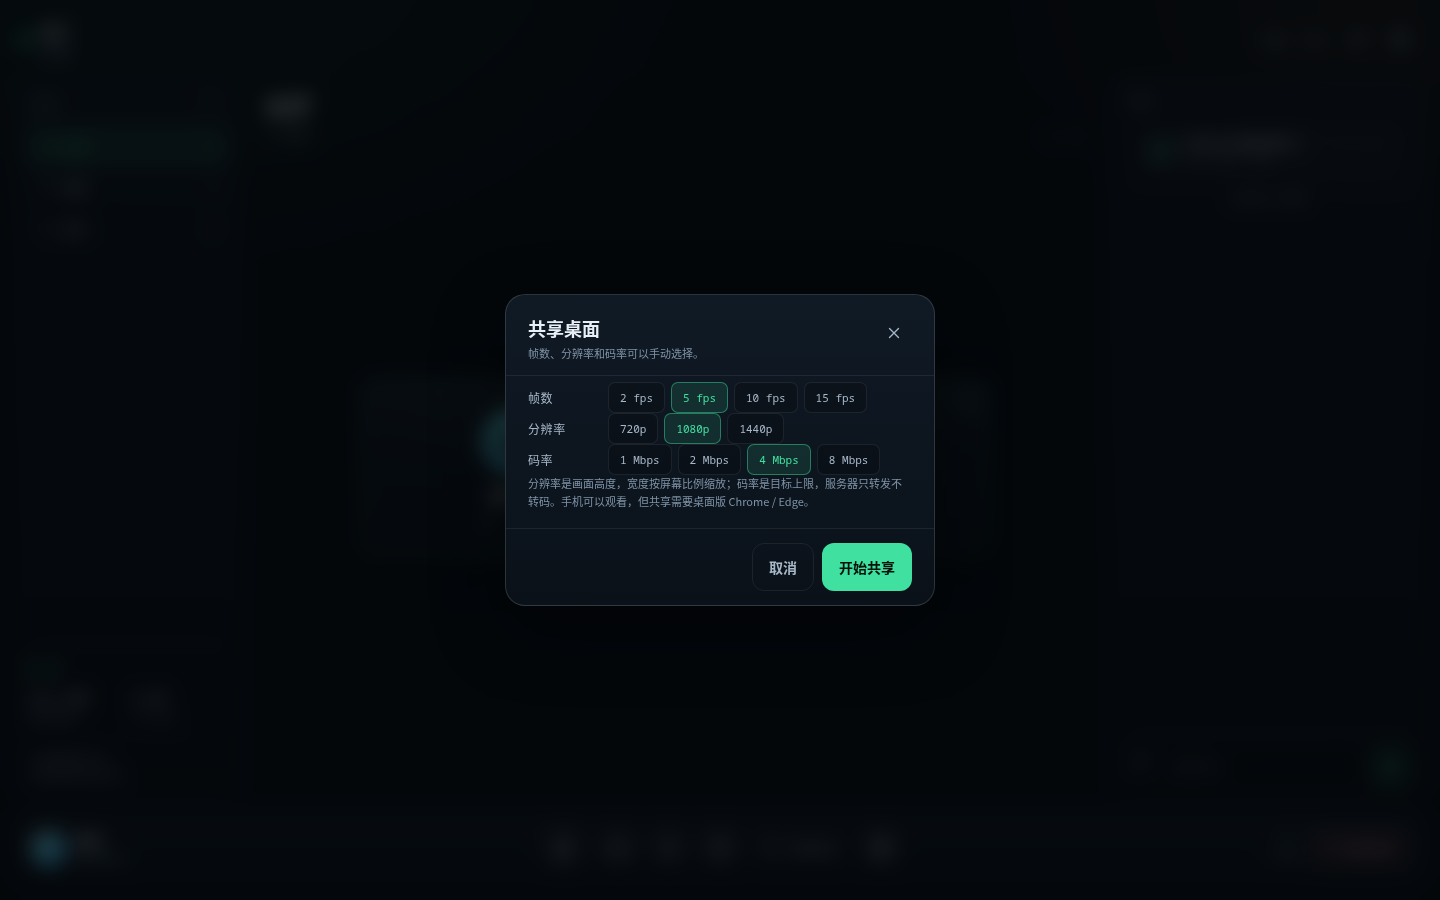 共享桌面
帧数、分辨率和码率可以手动选择。
帧数 2 fps 5 fps 10 fps 15 fps
分辨率 720p 1080p 1440p
码率 1 Mbps 2 Mbps 4 Mbps 8 Mbps
分辨率是画面高度，宽度按屏幕比例缩放；码率是目标上限，服务器只转发不
转码。手机可以观看，但共享需要桌面版 Chrome / Edge。
取消 开始共享